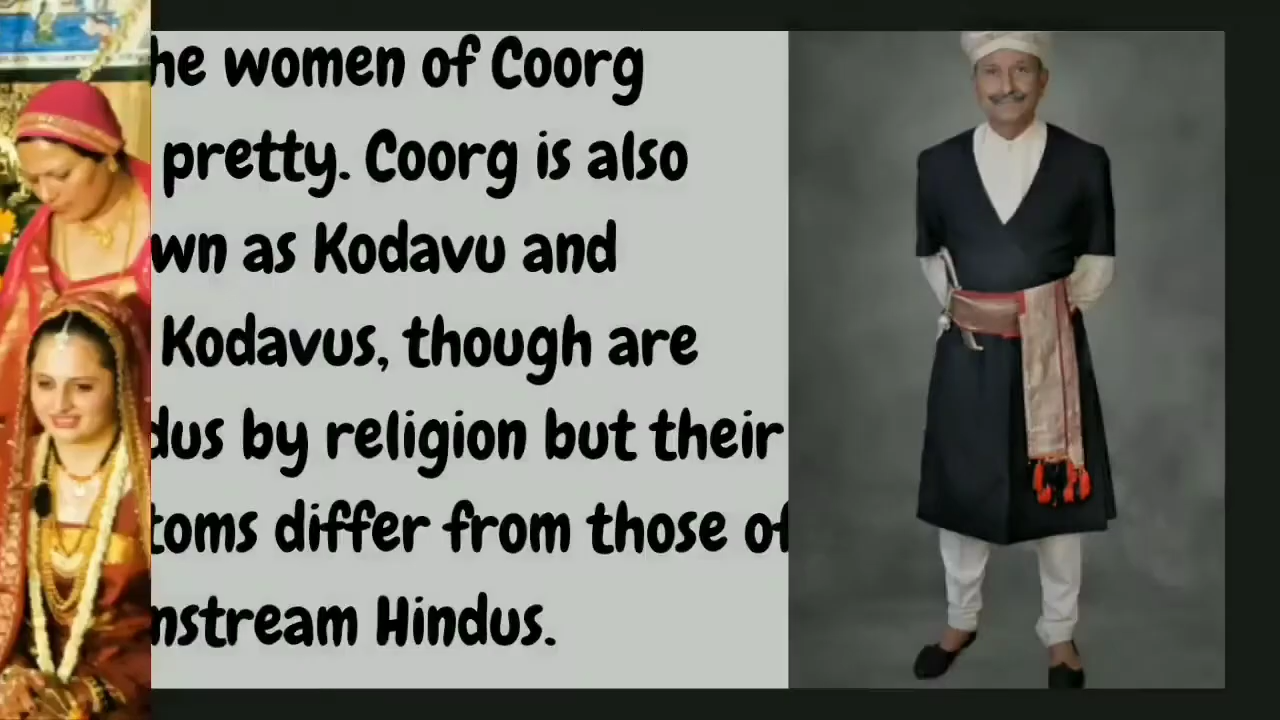 he women of Coorg
pretty. Coorg is also
wn as Kodavu and
Kodavus, though are
dus by religion but their
toms differ from those of
nstream Hindus.